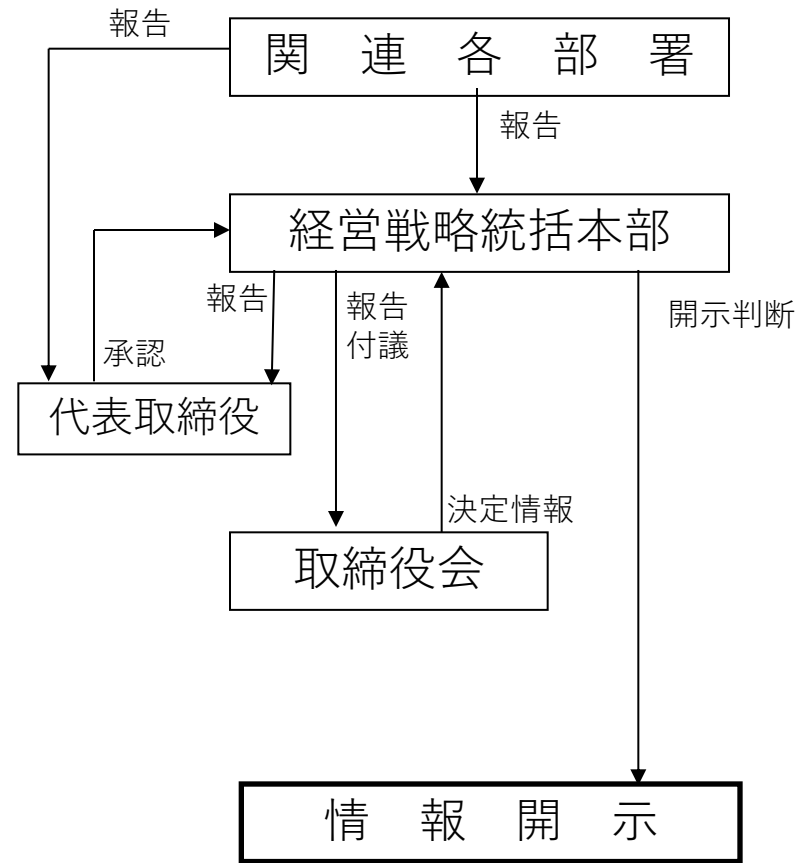 報告
関連各部署
報告
経営戦略統括本部
報告
報告
付議
開示判断
承認
代表取締役
決定情報
取締役会
情報開示